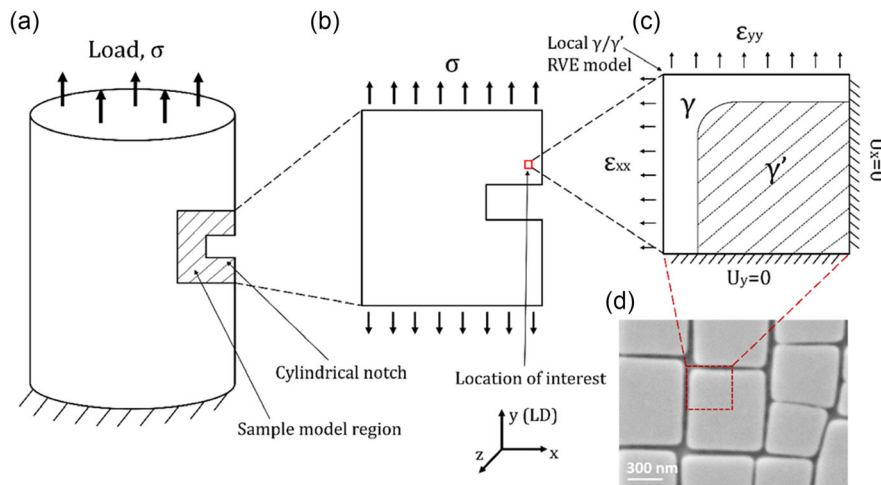 (a)
Load, σ
Cylindrical notch
Sample model region
(b)
σ
Location of interest
y (LD)
x
z
(c)
Local γ/γ’
RVE model
εyy
γ
γ’
εxx
Ux=0
Uy=0
(d)
300 nm